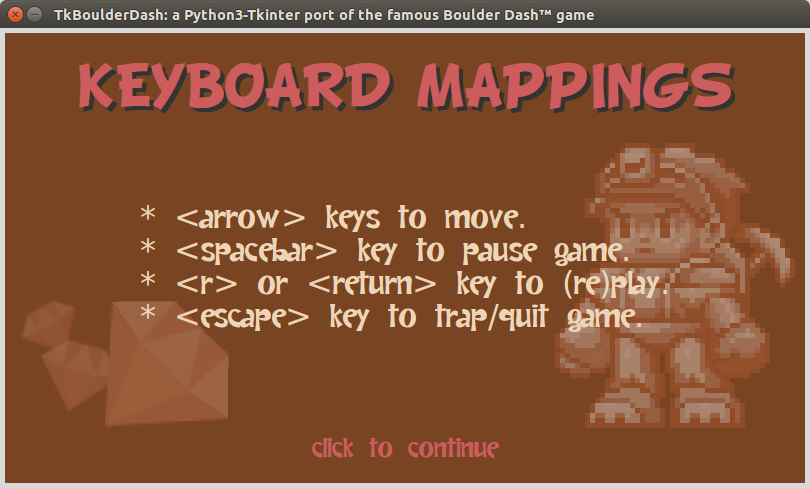 TkBoulderDash: a Python3-Tkinter port of the famous Boulder Dash™ game
KEYBOARD MAPPINGS
* <arrow> keys to move.
* <spacebar> key to pause game.
* <r> or <return> key to (re)play.
* <escape> key to trap/quit game.
click to continue